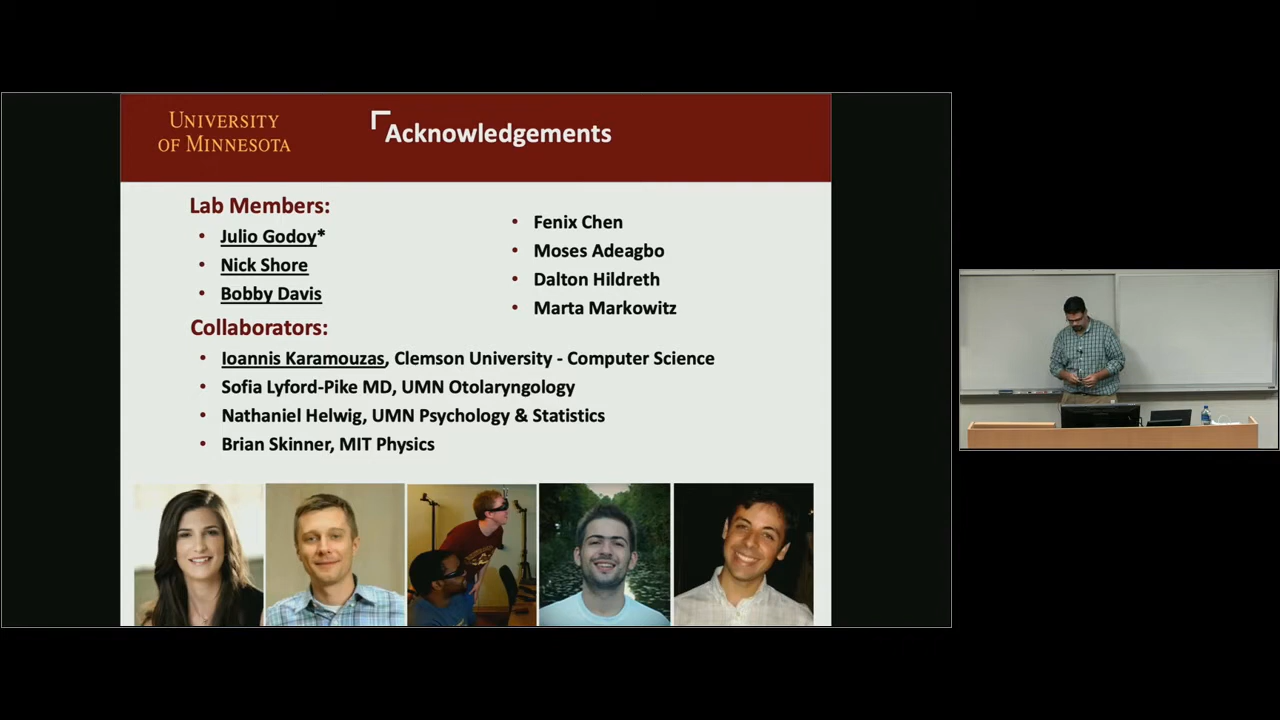 UNIVERSITY
OF MINNESOTA
Acknowledgements
Lab Members:
• Julio Godoy*
• Nick Shore
• Bobby Davis
• Fenix Chen
• Moses Adeagbo
• Dalton Hildreth
• Marta Markowitz
Collaborators:
• Ioannis Karamouzas, Clemson University - Computer Science
• Sofia Lyford-Pike MD, UMN Otolaryngology
• Nathaniel Helwig, UMN Psychology & Statistics
• Brian Skinner, MIT Physics